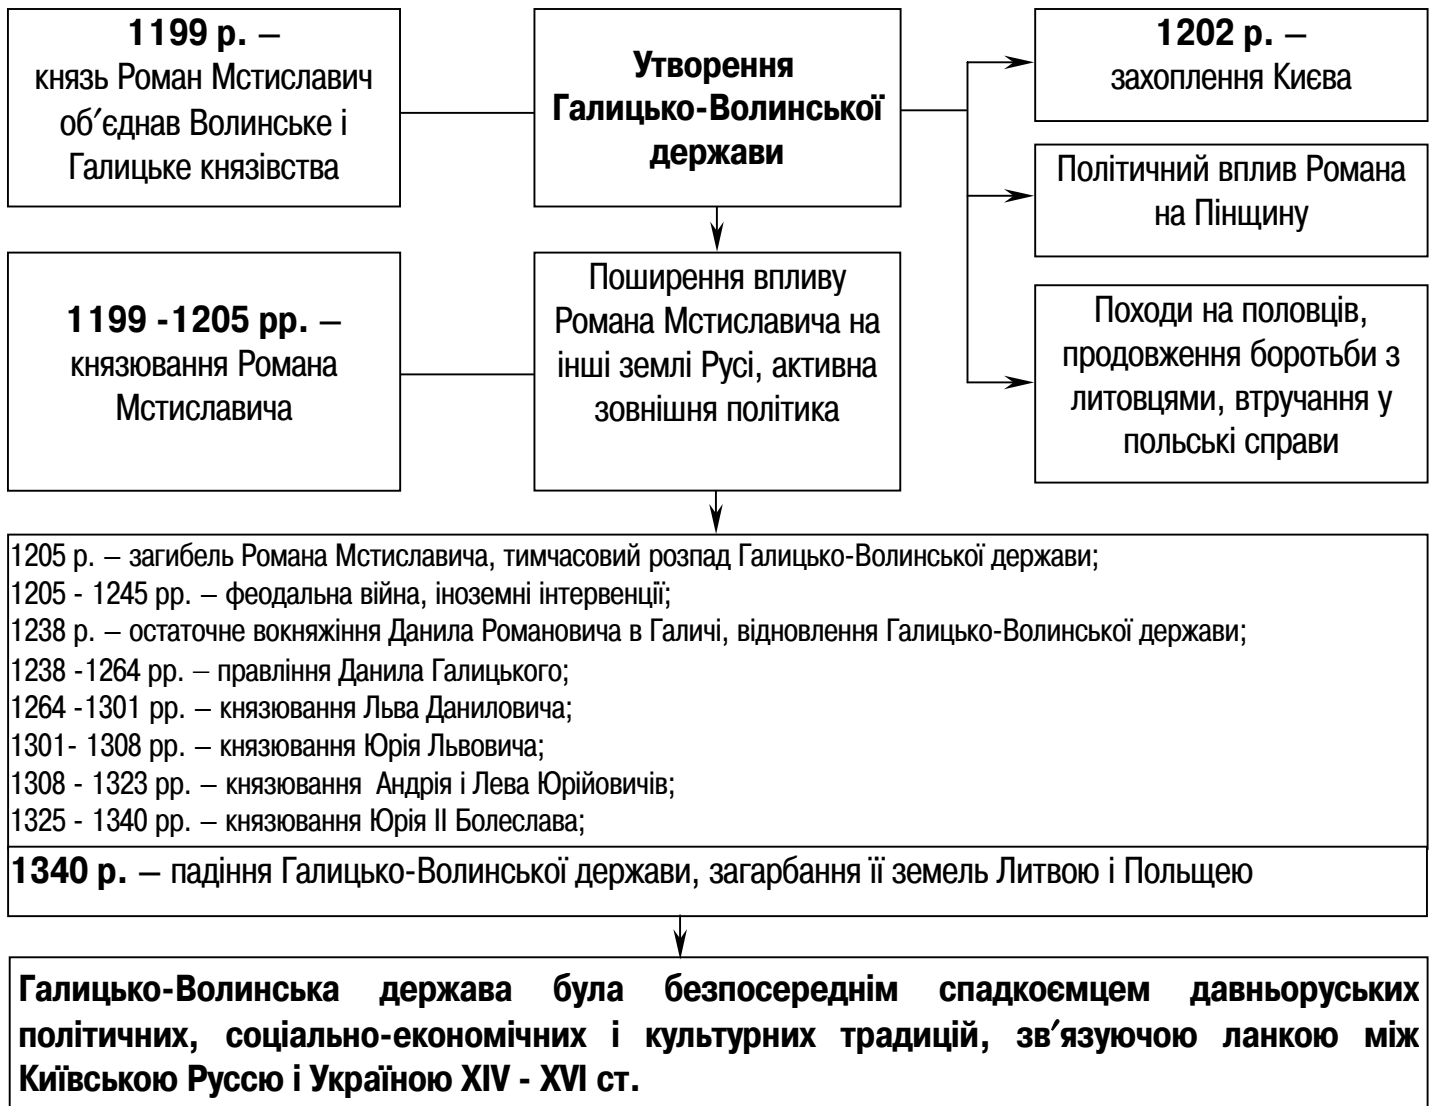 1199 р. –
князь Роман Мстиславич
об′єднав Волинське і
Галицьке князівства
Утворення
Галицько-Волинської
держави
1202 р. –
захоплення Києва
Політичний вплив Романа
на Пінщину
1199 -1205 рр. –
князювання Романа
Мстиславича
Поширення впливу
Романа Мстиславича на
інші землі Русі, активна
зовнішня політика
Походи на половців,
продовження боротьби з
литовцями, втручання у
польські справи
1205 р. – загибель Романа Мстиславича, тимчасовий розпад Галицько-Волинської держави;
1205 - 1245 рр. – феодальна війна, іноземні інтервенції;
1238 р. – остаточне вокняжіння Данила Романовича в Галичі, відновлення Галицько-Волинської держави;
1238 -1264 рр. – правління Данила Галицького;
1264 -1301 рр. – князювання Льва Даниловича;
1301- 1308 рр. – князювання Юрія Львовича;
1308 - 1323 рр. – князювання Андрія і Лева Юрійовичів;
1325 - 1340 рр. – князювання Юрія II Болеслава;
1340 р. – падіння Галицько-Волинської держави, загарбання її земель Литвою і Польщею
Галицько-Волинська держава була безпосереднім спадкоємцем давньоруських
політичних, соціально-економічних і культурних традицій, зв′язуючою ланкою між
Київською Руссю і Україною XIV - XVI ст.